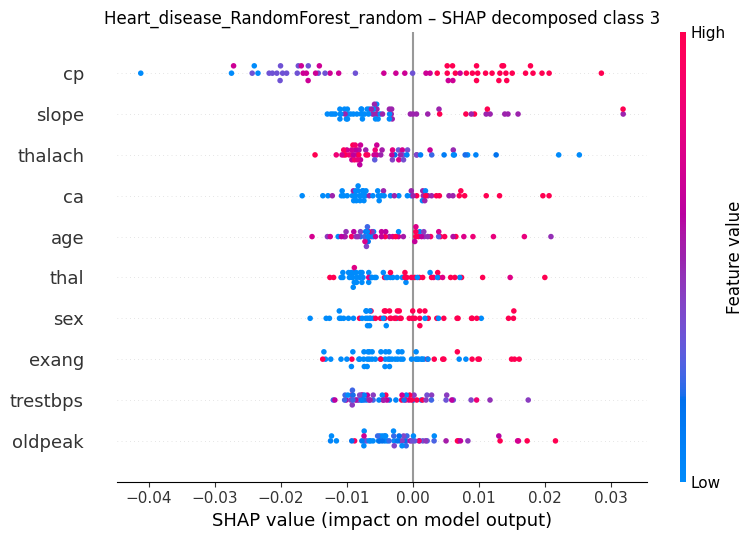 Heart_disease_RandomForest_random – SHAP decomposed class 3
High
cp
slope
thalach
ca
age
thal
sex
exang
trestbps
oldpeak
Feature value
Low
−0.04 −0.03 −0.02 −0.01 0.00 0.01 0.02 0.03
SHAP value (impact on model output)